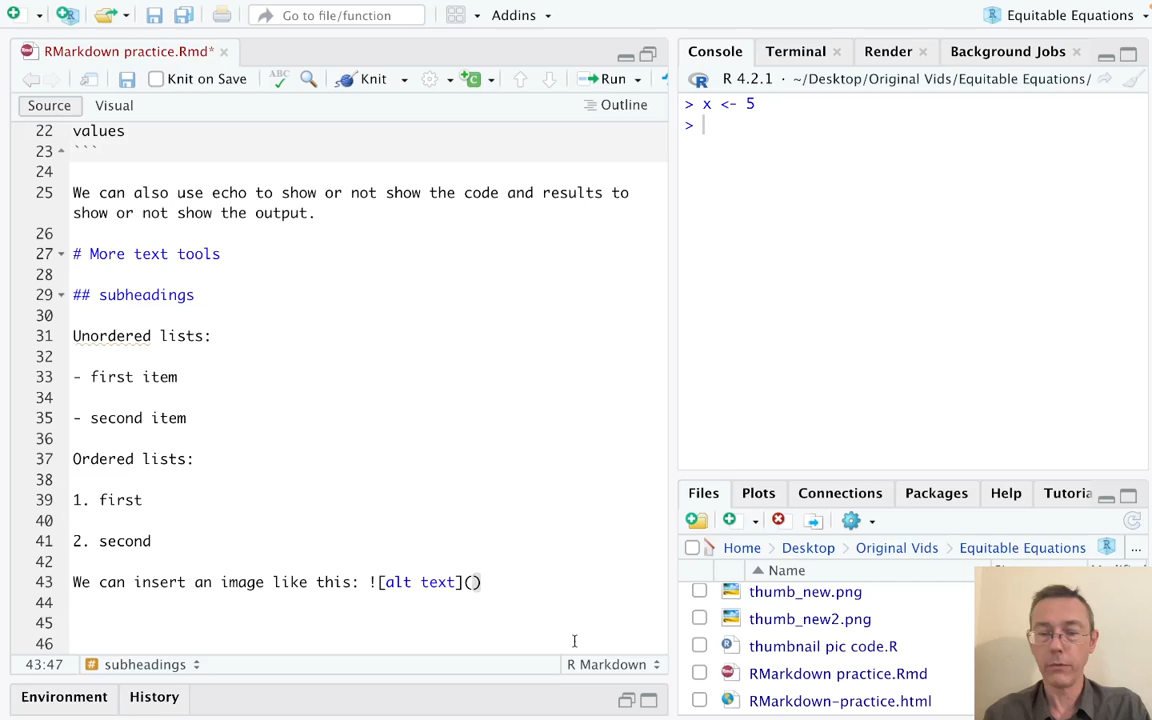 Go to file/function
Addins
Equitable Equations
RMarkdown practice.Rmd*
Knit on Save
ABC
Knit
Run
Source
Visual
Outline
22 values
23 ```
24
25 We can also use echo to show or not show the code and results to
show or not show the output.
26
27 # More text tools
28
29 ## subheadings
30
31 Unordered lists:
32
33 - first item
34
35 - second item
36
37 Ordered lists:
38
39 1. first
40
41 2. second
42
43 We can insert an image like this: ![alt text]()
44
45
46
43:47 # subheadings
R Markdown
Environment
History
Console
Terminal
Render
Background Jobs
R 4.2.1 · ~/Desktop/Original Vids/Equitable Equations/
> x <- 5
>
Files
Plots
Connections
Packages
Help
Tutoria
Home
Desktop
Original Vids
Equitable Equations
...
Name
thumb_new.png
thumb_new2.png
thumbnail pic code.R
RMarkdown practice.Rmd
RMarkdown-practice.html